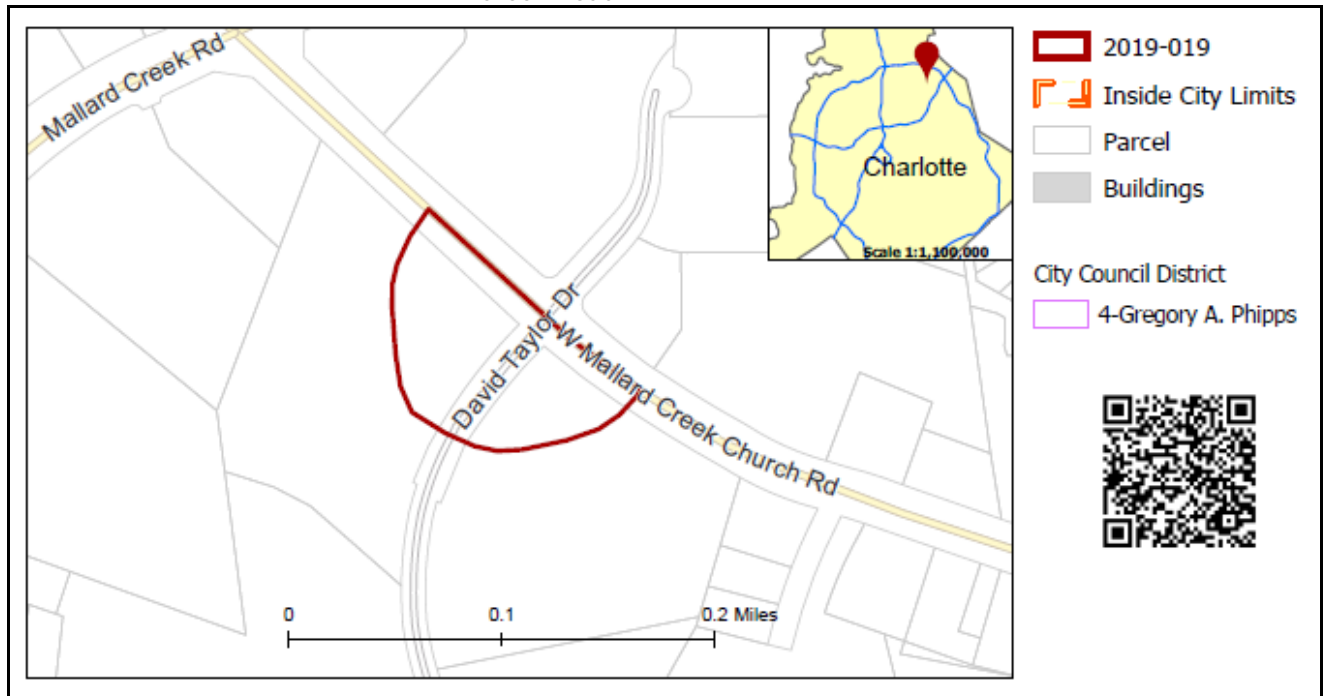 Mallard Creek Rd
W Mallard Creek Church Rd
David Taylor Dr
0 0.1 0.2 Miles
Charlotte
Scale 1:1,100,000
2019-019
Inside City Limits
Parcel
Buildings
City Council District
4-Gregory A. Phipps